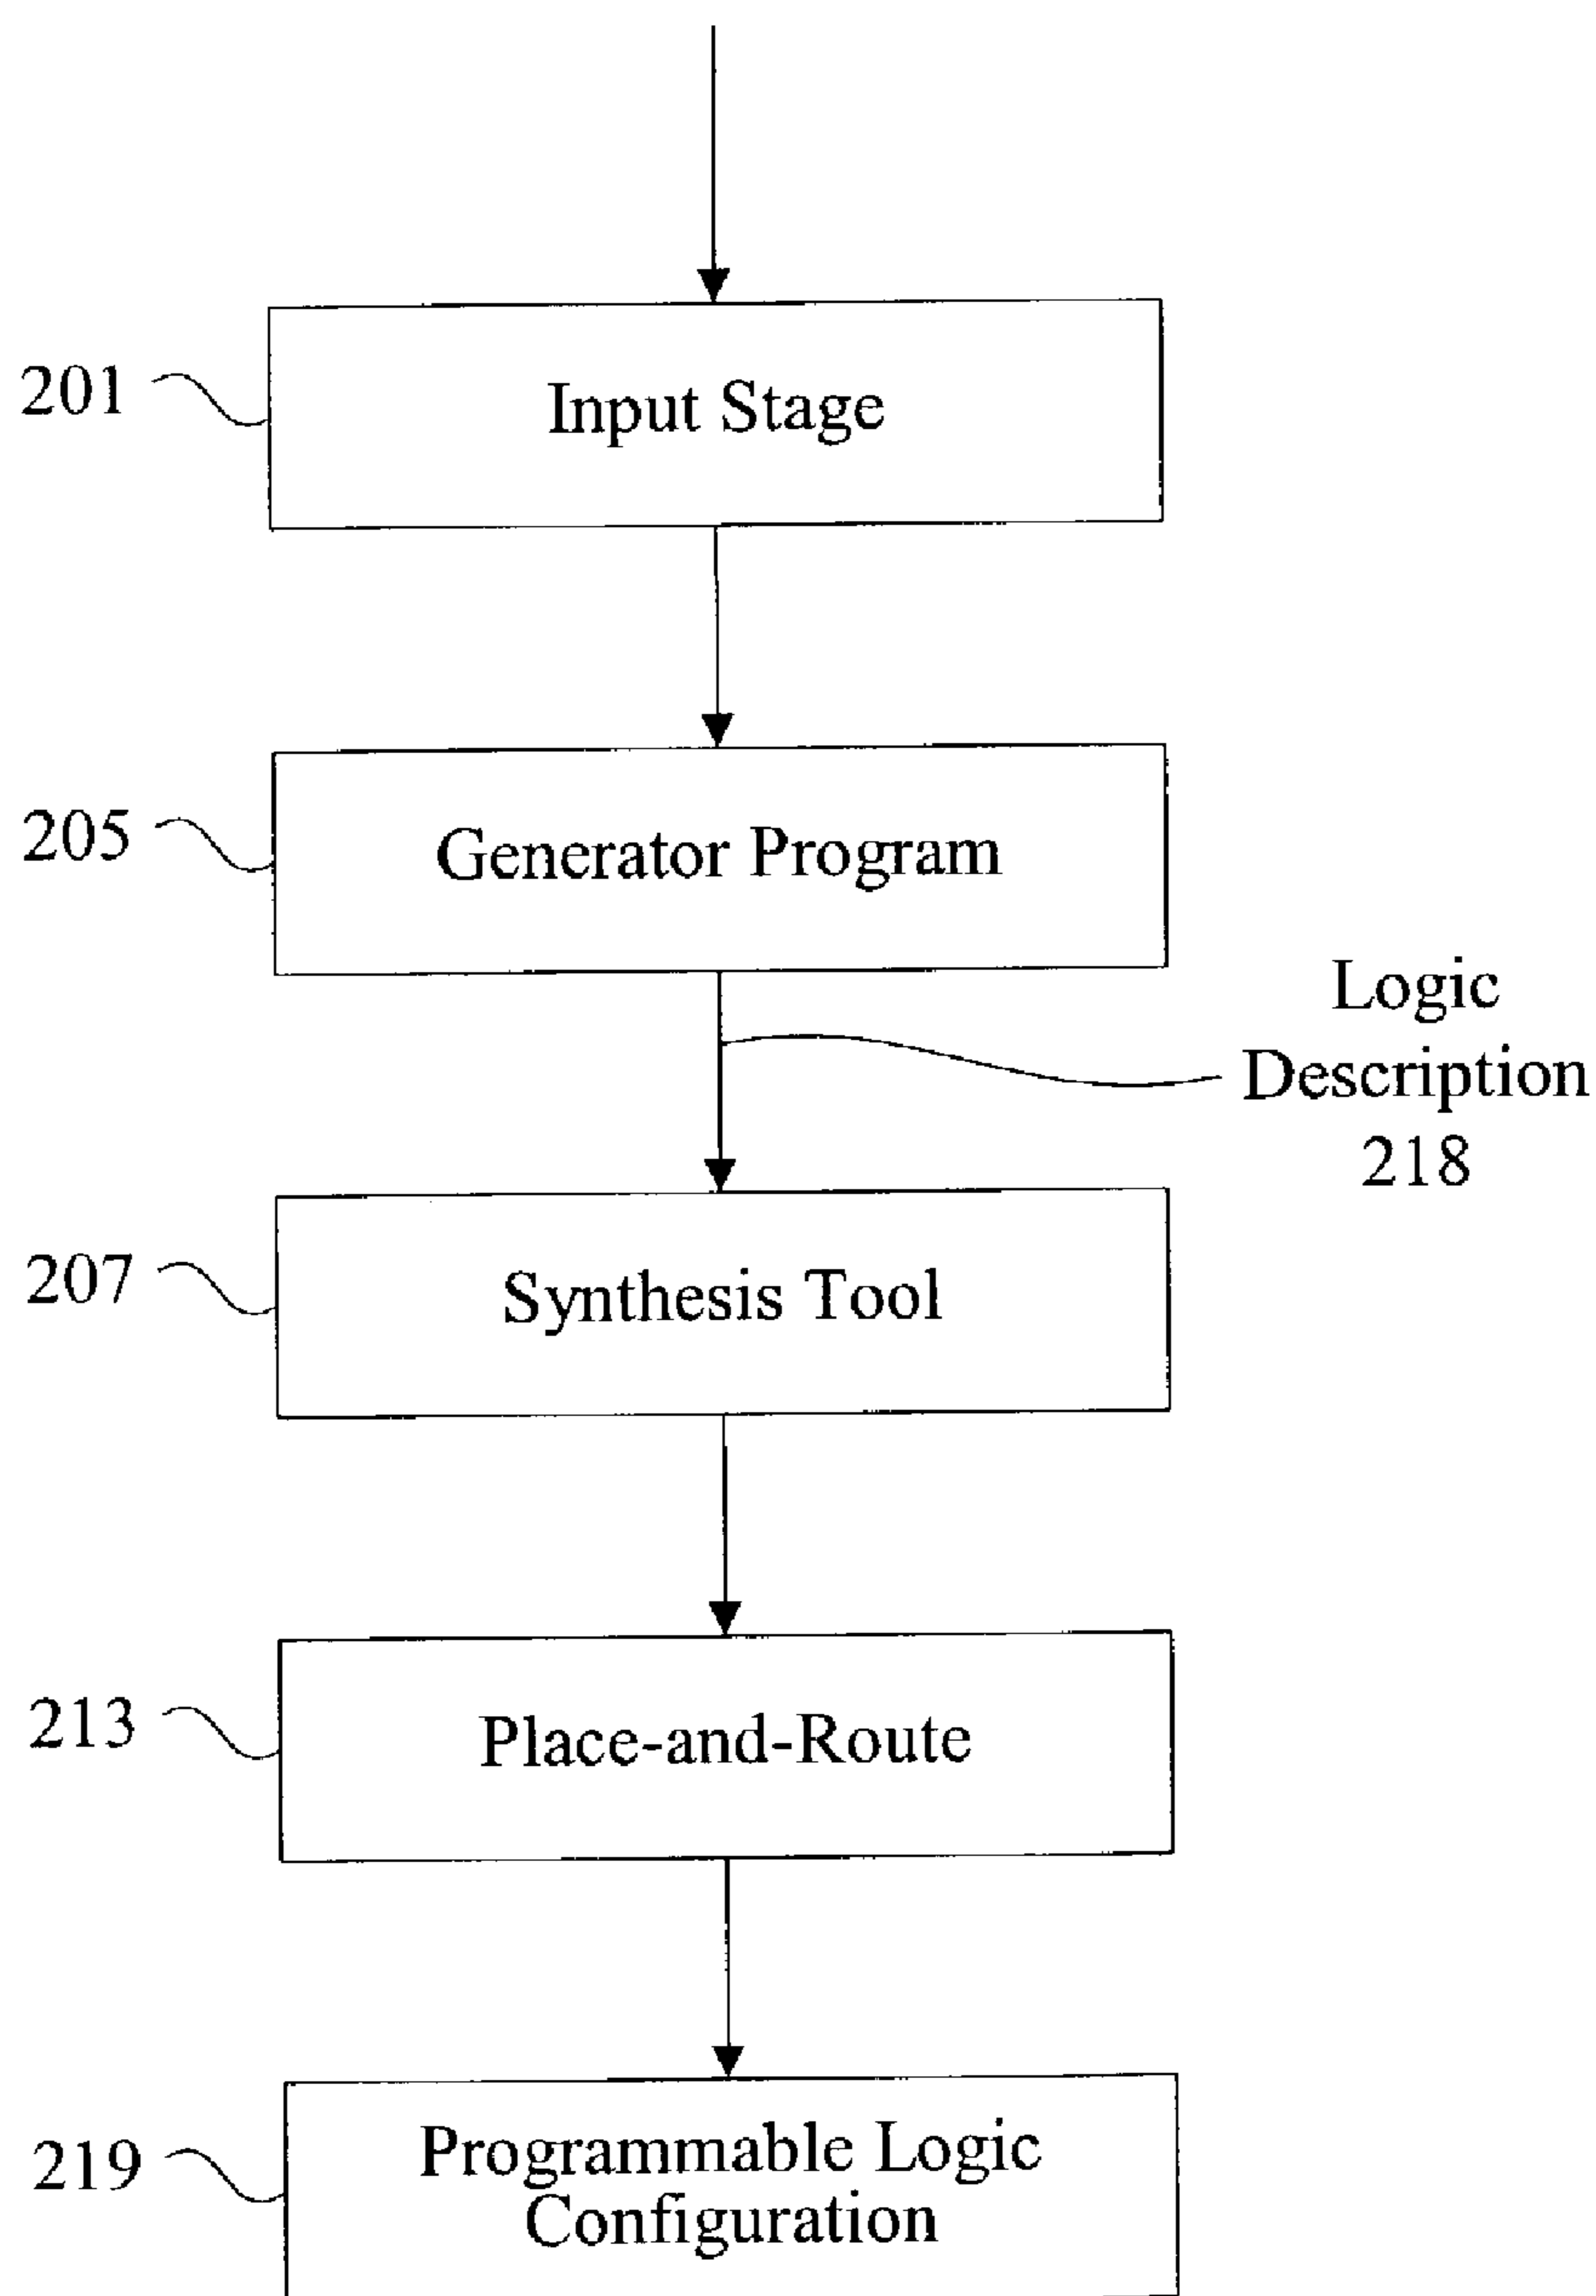 201
Input Stage
205
Generator Program
Logic
Description
218
207
Synthesis Tool
213
Place-and-Route
219
Programmable Logic
Configuration